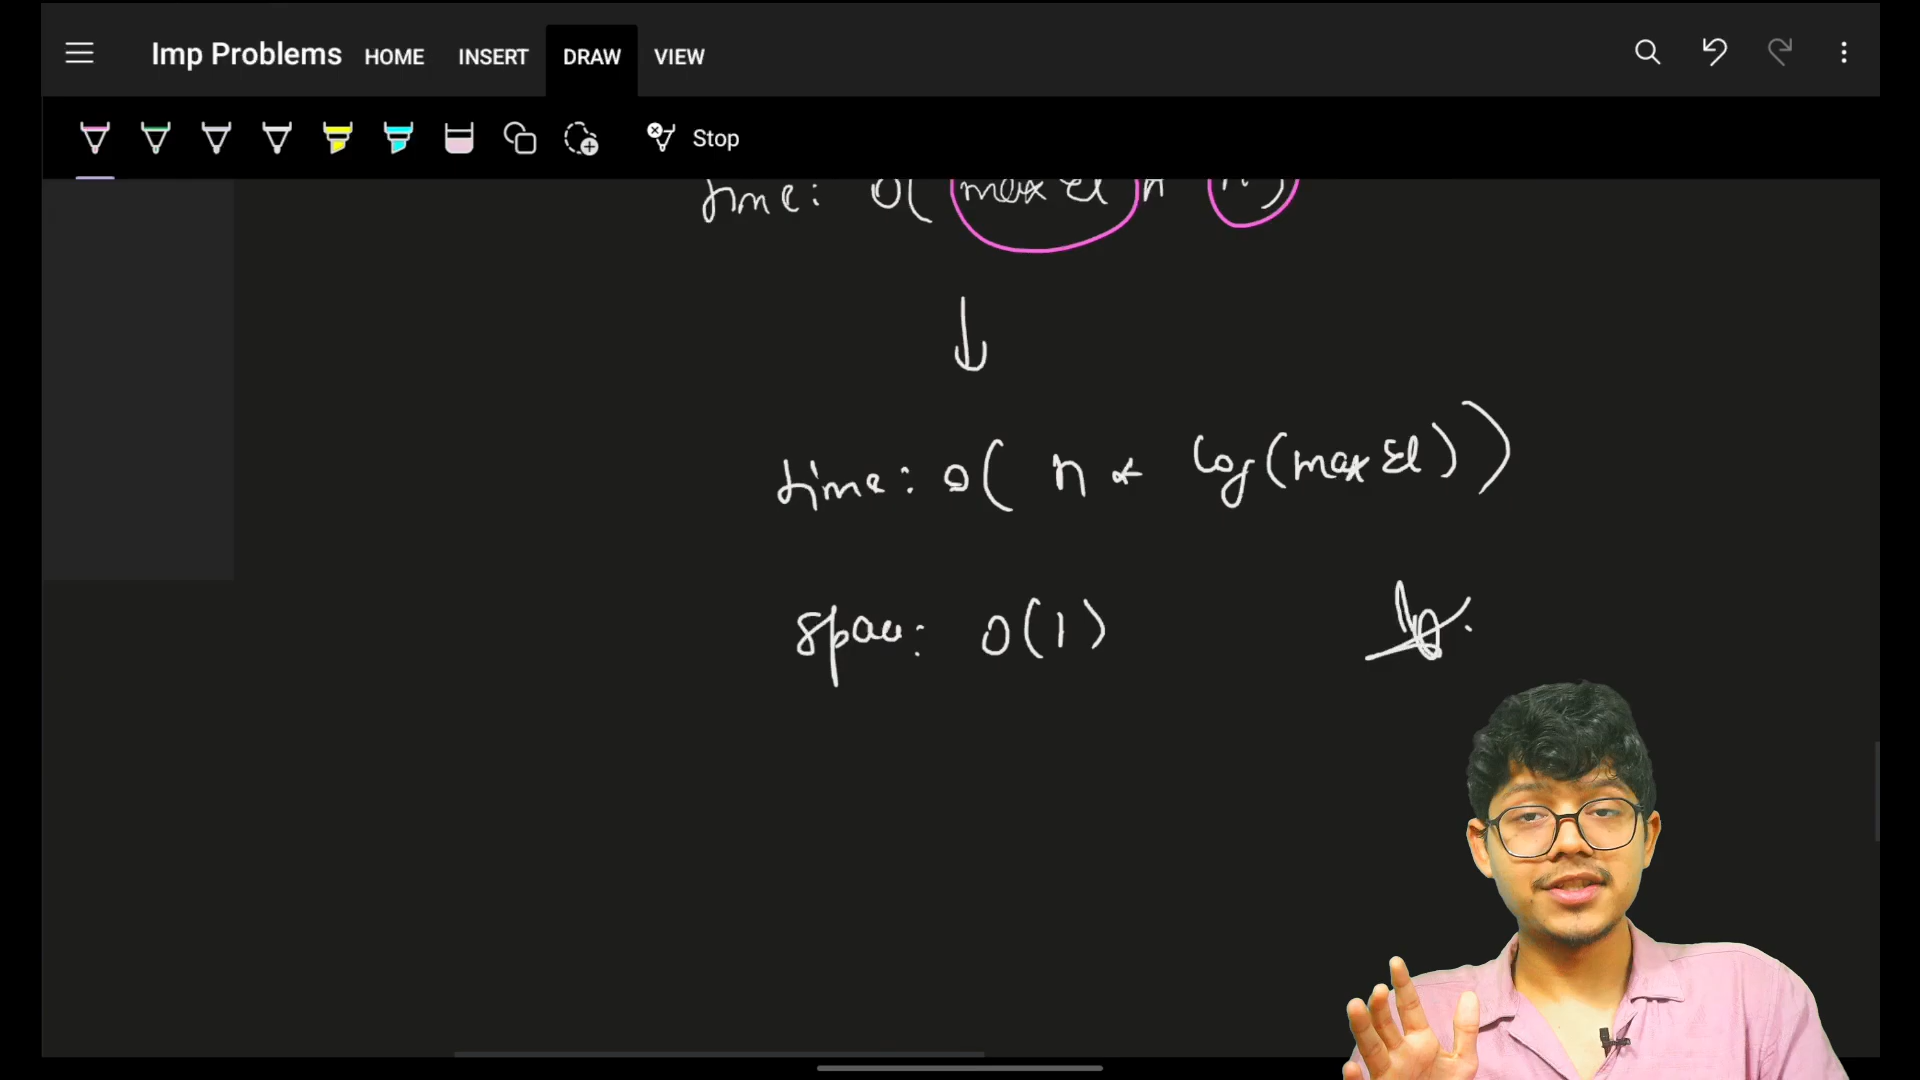 Imp Problems HOME INSERT DRAW VIEW
Stop
time: O( max El * n )
time: O( n * log(max El))
space: O(1)